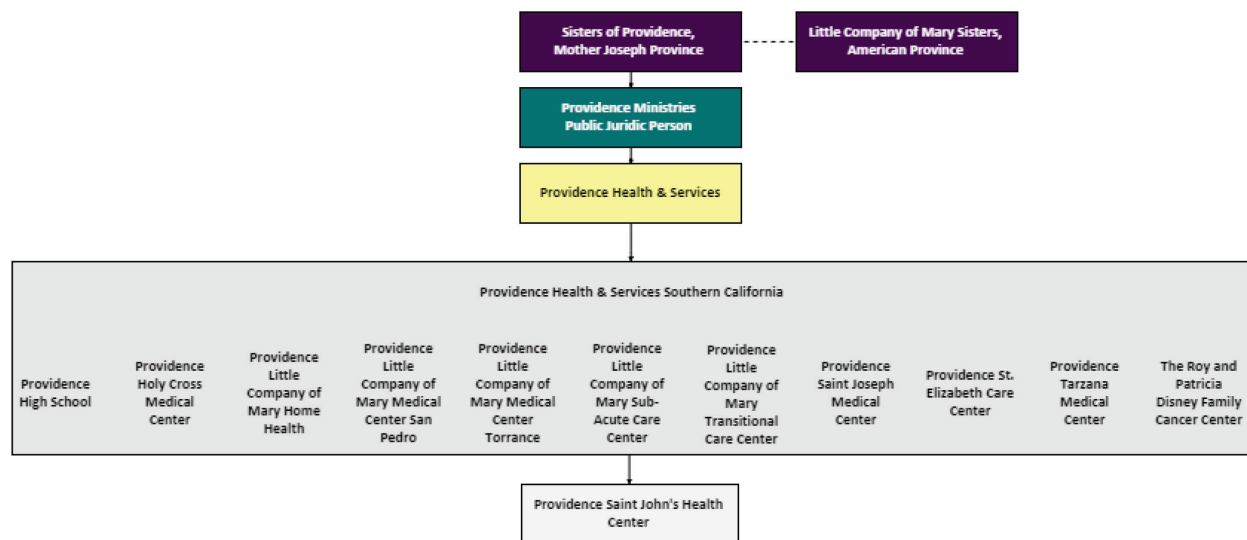 Sisters of Providence,
Mother Joseph Province
Little Company of Mary Sisters,
American Province
Providence Ministries
Public Juridic Person
Providence Health & Services
Providence Health & Services Southern California
Providence
High School
Providence
Holy Cross
Medical
Center
Providence
Little
Company of
Mary Home
Health
Providence
Little
Company of
Mary Medical
Center San
Pedro
Providence
Little
Company of
Mary Medical
Center
Torrance
Providence
Little
Company of
Mary Sub-
Acute Care
Center
Providence
Little
Company of
Mary
Transitional
Care Center
Providence
Saint Joseph
Medical
Center
Providence St.
Elizabeth Care
Center
Providence
Tarzana
Medical
Center
The Roy and
Patricia
Disney Family
Cancer Center
Providence Saint John's Health
Center